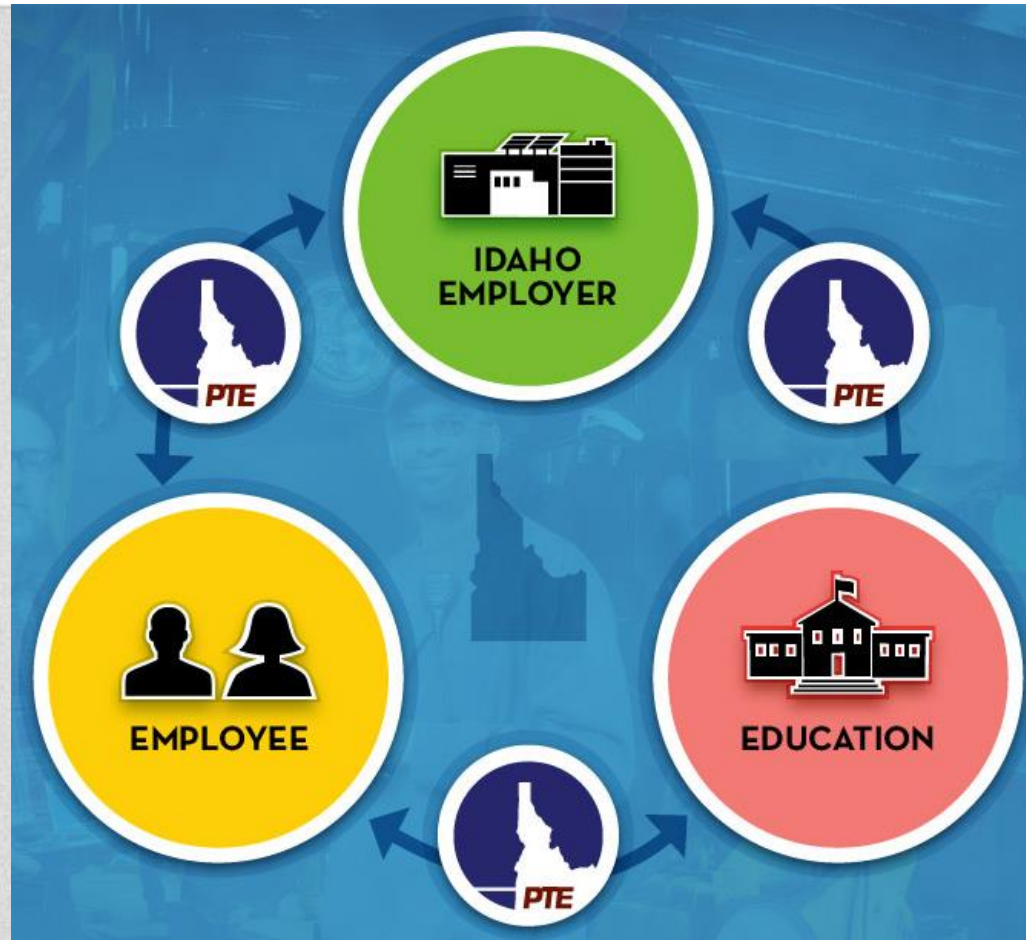 IDAHO
EMPLOYER
PTE
PTE
EMPLOYEE
EDUCATION
PTE